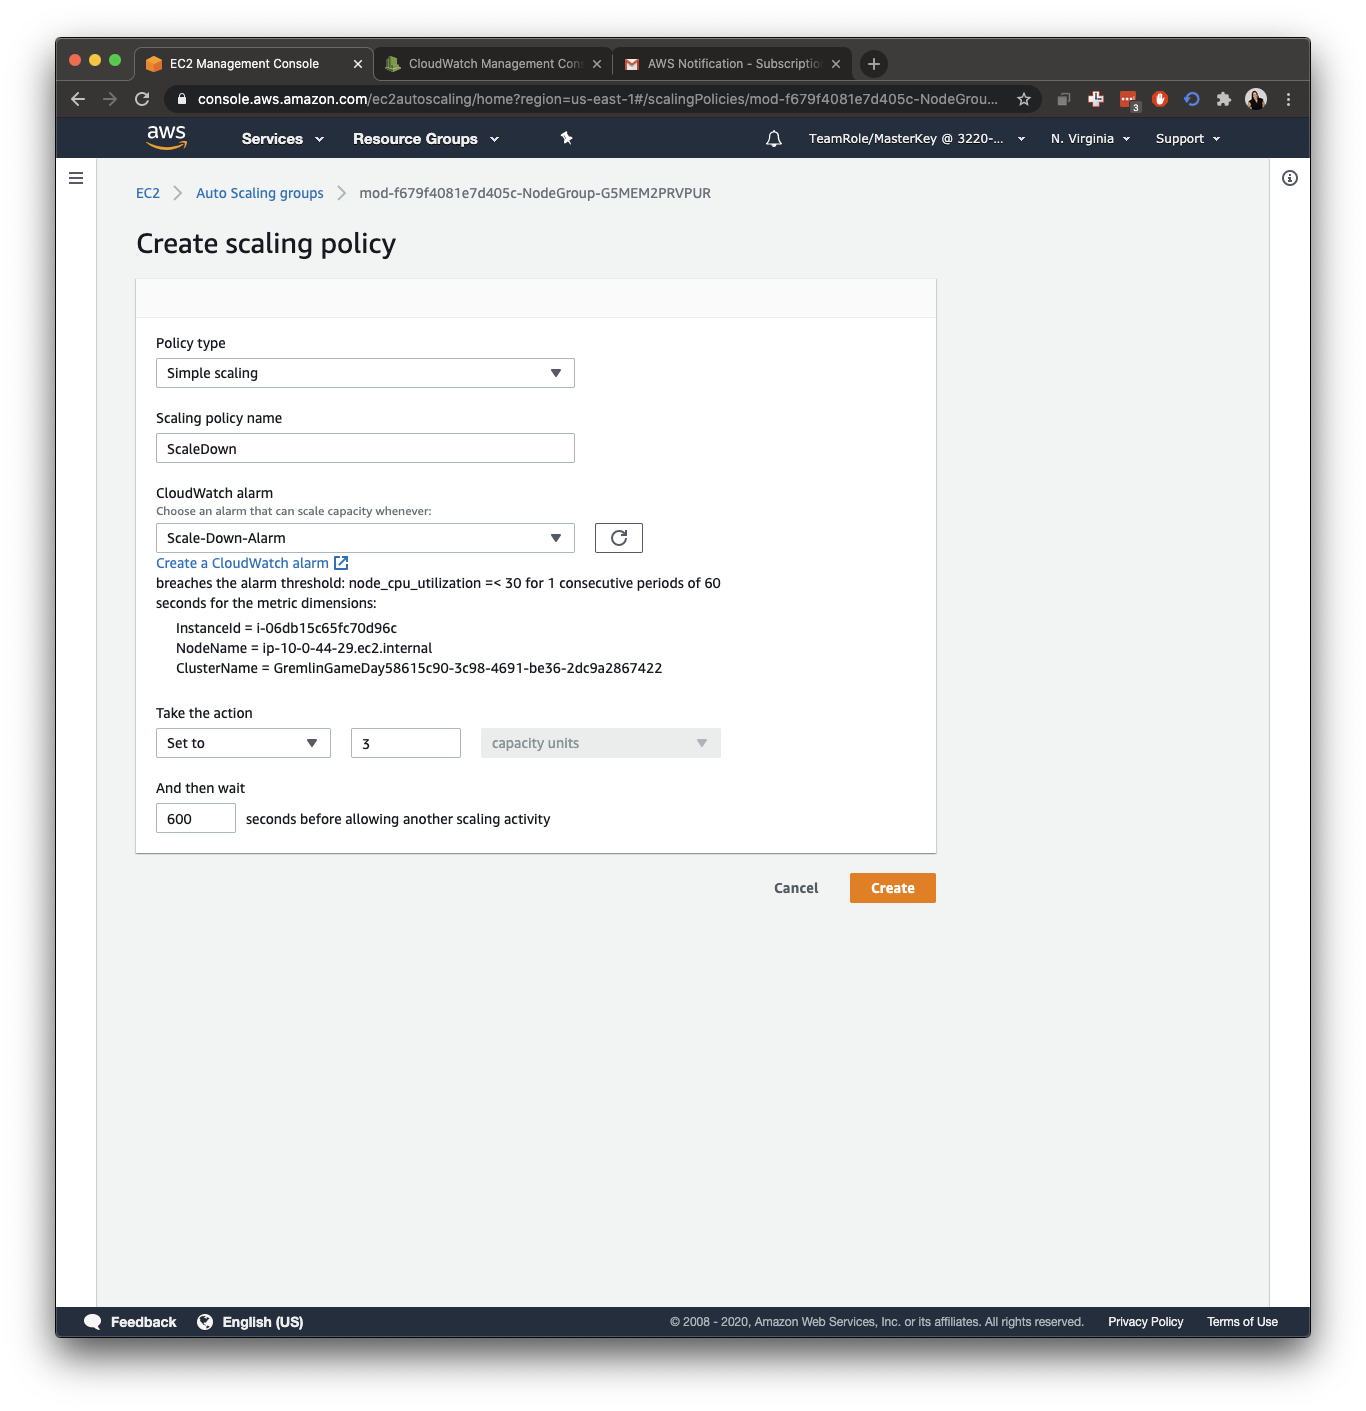 EC2 Management Console
CloudWatch Management Con
AWS Notification - Subscriptio
console.aws.amazon.com/ec2autoscaling/home?region=us-east-1#/scalingPolicies/mod-f679f4081e7d405c-NodeGrou...
3
aws
Services
Resource Groups
TeamRole/MasterKey @ 3220-...
N. Virginia
Support
EC2
Auto Scaling groups
mod-f679f4081e7d405c-NodeGroup-G5MEM2PRVPUR
Create scaling policy
Policy type
Simple scaling
Scaling policy name
ScaleDown
CloudWatch alarm
Choose an alarm that can scale capacity whenever:
Scale-Down-Alarm
Create a CloudWatch alarm
breaches the alarm threshold: node_cpu_utilization =< 30 for 1 consecutive periods of 60
seconds for the metric dimensions:
InstanceId = i-06db15c65fc70d96c
NodeName = ip-10-0-44-29.ec2.internal
ClusterName = GremlinGameDay58615c90-3c98-4691-be36-2dc9a2867422
Take the action
Set to
3
capacity units
And then wait
600
seconds before allowing another scaling activity
Cancel
Create
Feedback
English (US)
© 2008 - 2020, Amazon Web Services, Inc. or its affiliates. All rights reserved.
Privacy Policy
Terms of Use